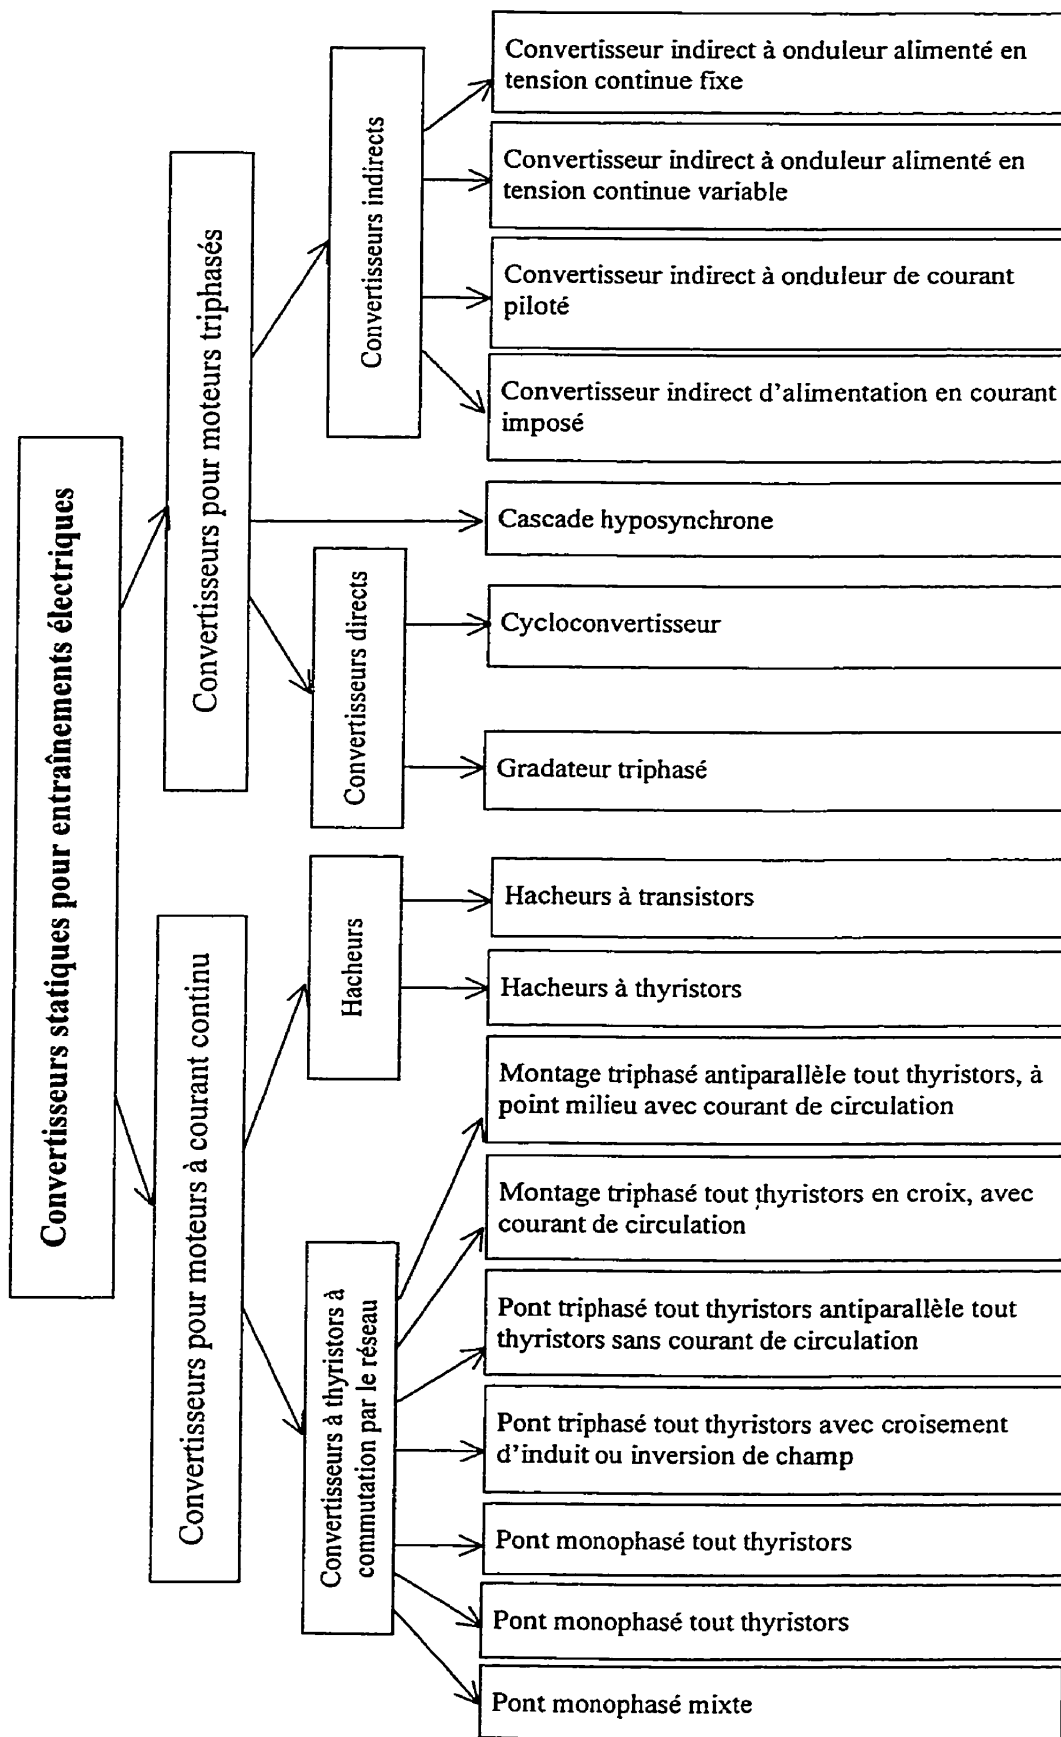 Convertisseurs statiques pour entraînements électriques
Convertisseurs pour moteurs triphasés
Convertisseurs indirects
Convertisseur indirect à onduleur alimenté en
tension continue fixe
Convertisseur indirect à onduleur alimenté en
tension continue variable
Convertisseur indirect à onduleur de courant
piloté
Convertisseur indirect d'alimentation en courant
imposé
Cascade hyposynchrone
Convertisseurs directs
Cycloconvertisseur
Gradateur triphasé
Convertisseurs pour moteurs à courant continu
Hacheurs
Hacheurs à transistors
Hacheurs à thyristors
Convertisseurs à thyristors à
commutation par le réseau
Montage triphasé antiparallèle tout thyristors, à
point milieu avec courant de circulation
Montage triphasé tout thyristors en croix, avec
courant de circulation
Pont triphasé tout thyristors antiparallèle tout
thyristors sans courant de circulation
Pont triphasé tout thyristors avec croisement
d'induit ou inversion de champ
Pont monophasé tout thyristors
Pont monophasé tout thyristors
Pont monophasé mixte